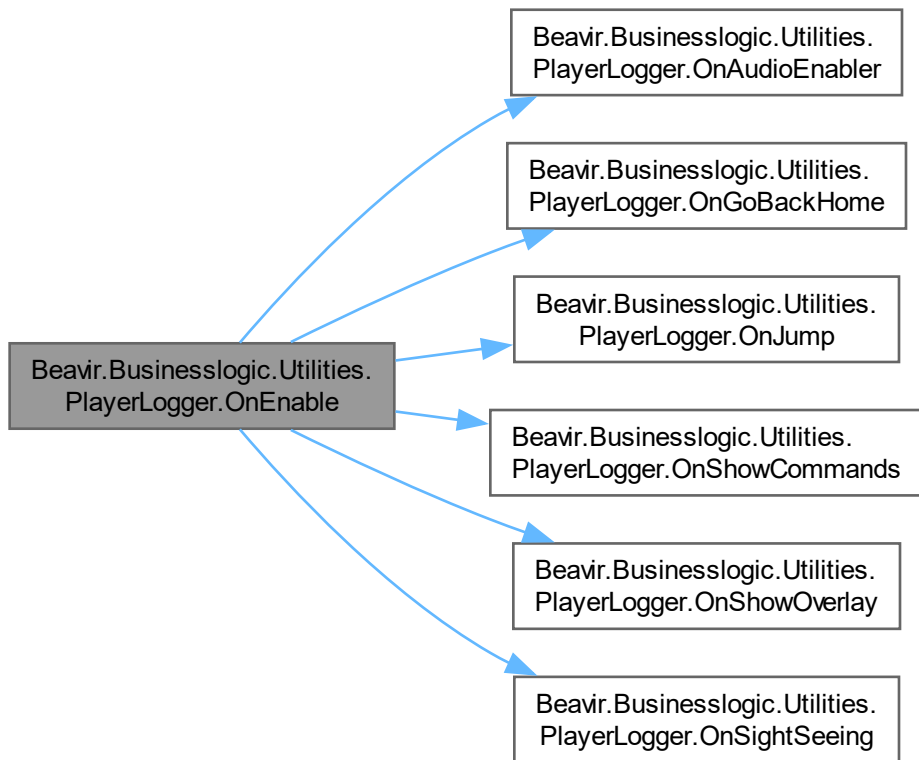 Beavir.Businesslogic.Utilities.
PlayerLogger.OnAudioEnabler
Beavir.Businesslogic.Utilities.
PlayerLogger.OnGoBackHome
Beavir.Businesslogic.Utilities.
PlayerLogger.OnJump
Beavir.Businesslogic.Utilities.
PlayerLogger.OnEnable
Beavir.Businesslogic.Utilities.
PlayerLogger.OnShowCommands
Beavir.Businesslogic.Utilities.
PlayerLogger.OnShowOverlay
Beavir.Businesslogic.Utilities.
PlayerLogger.OnSightSeeing